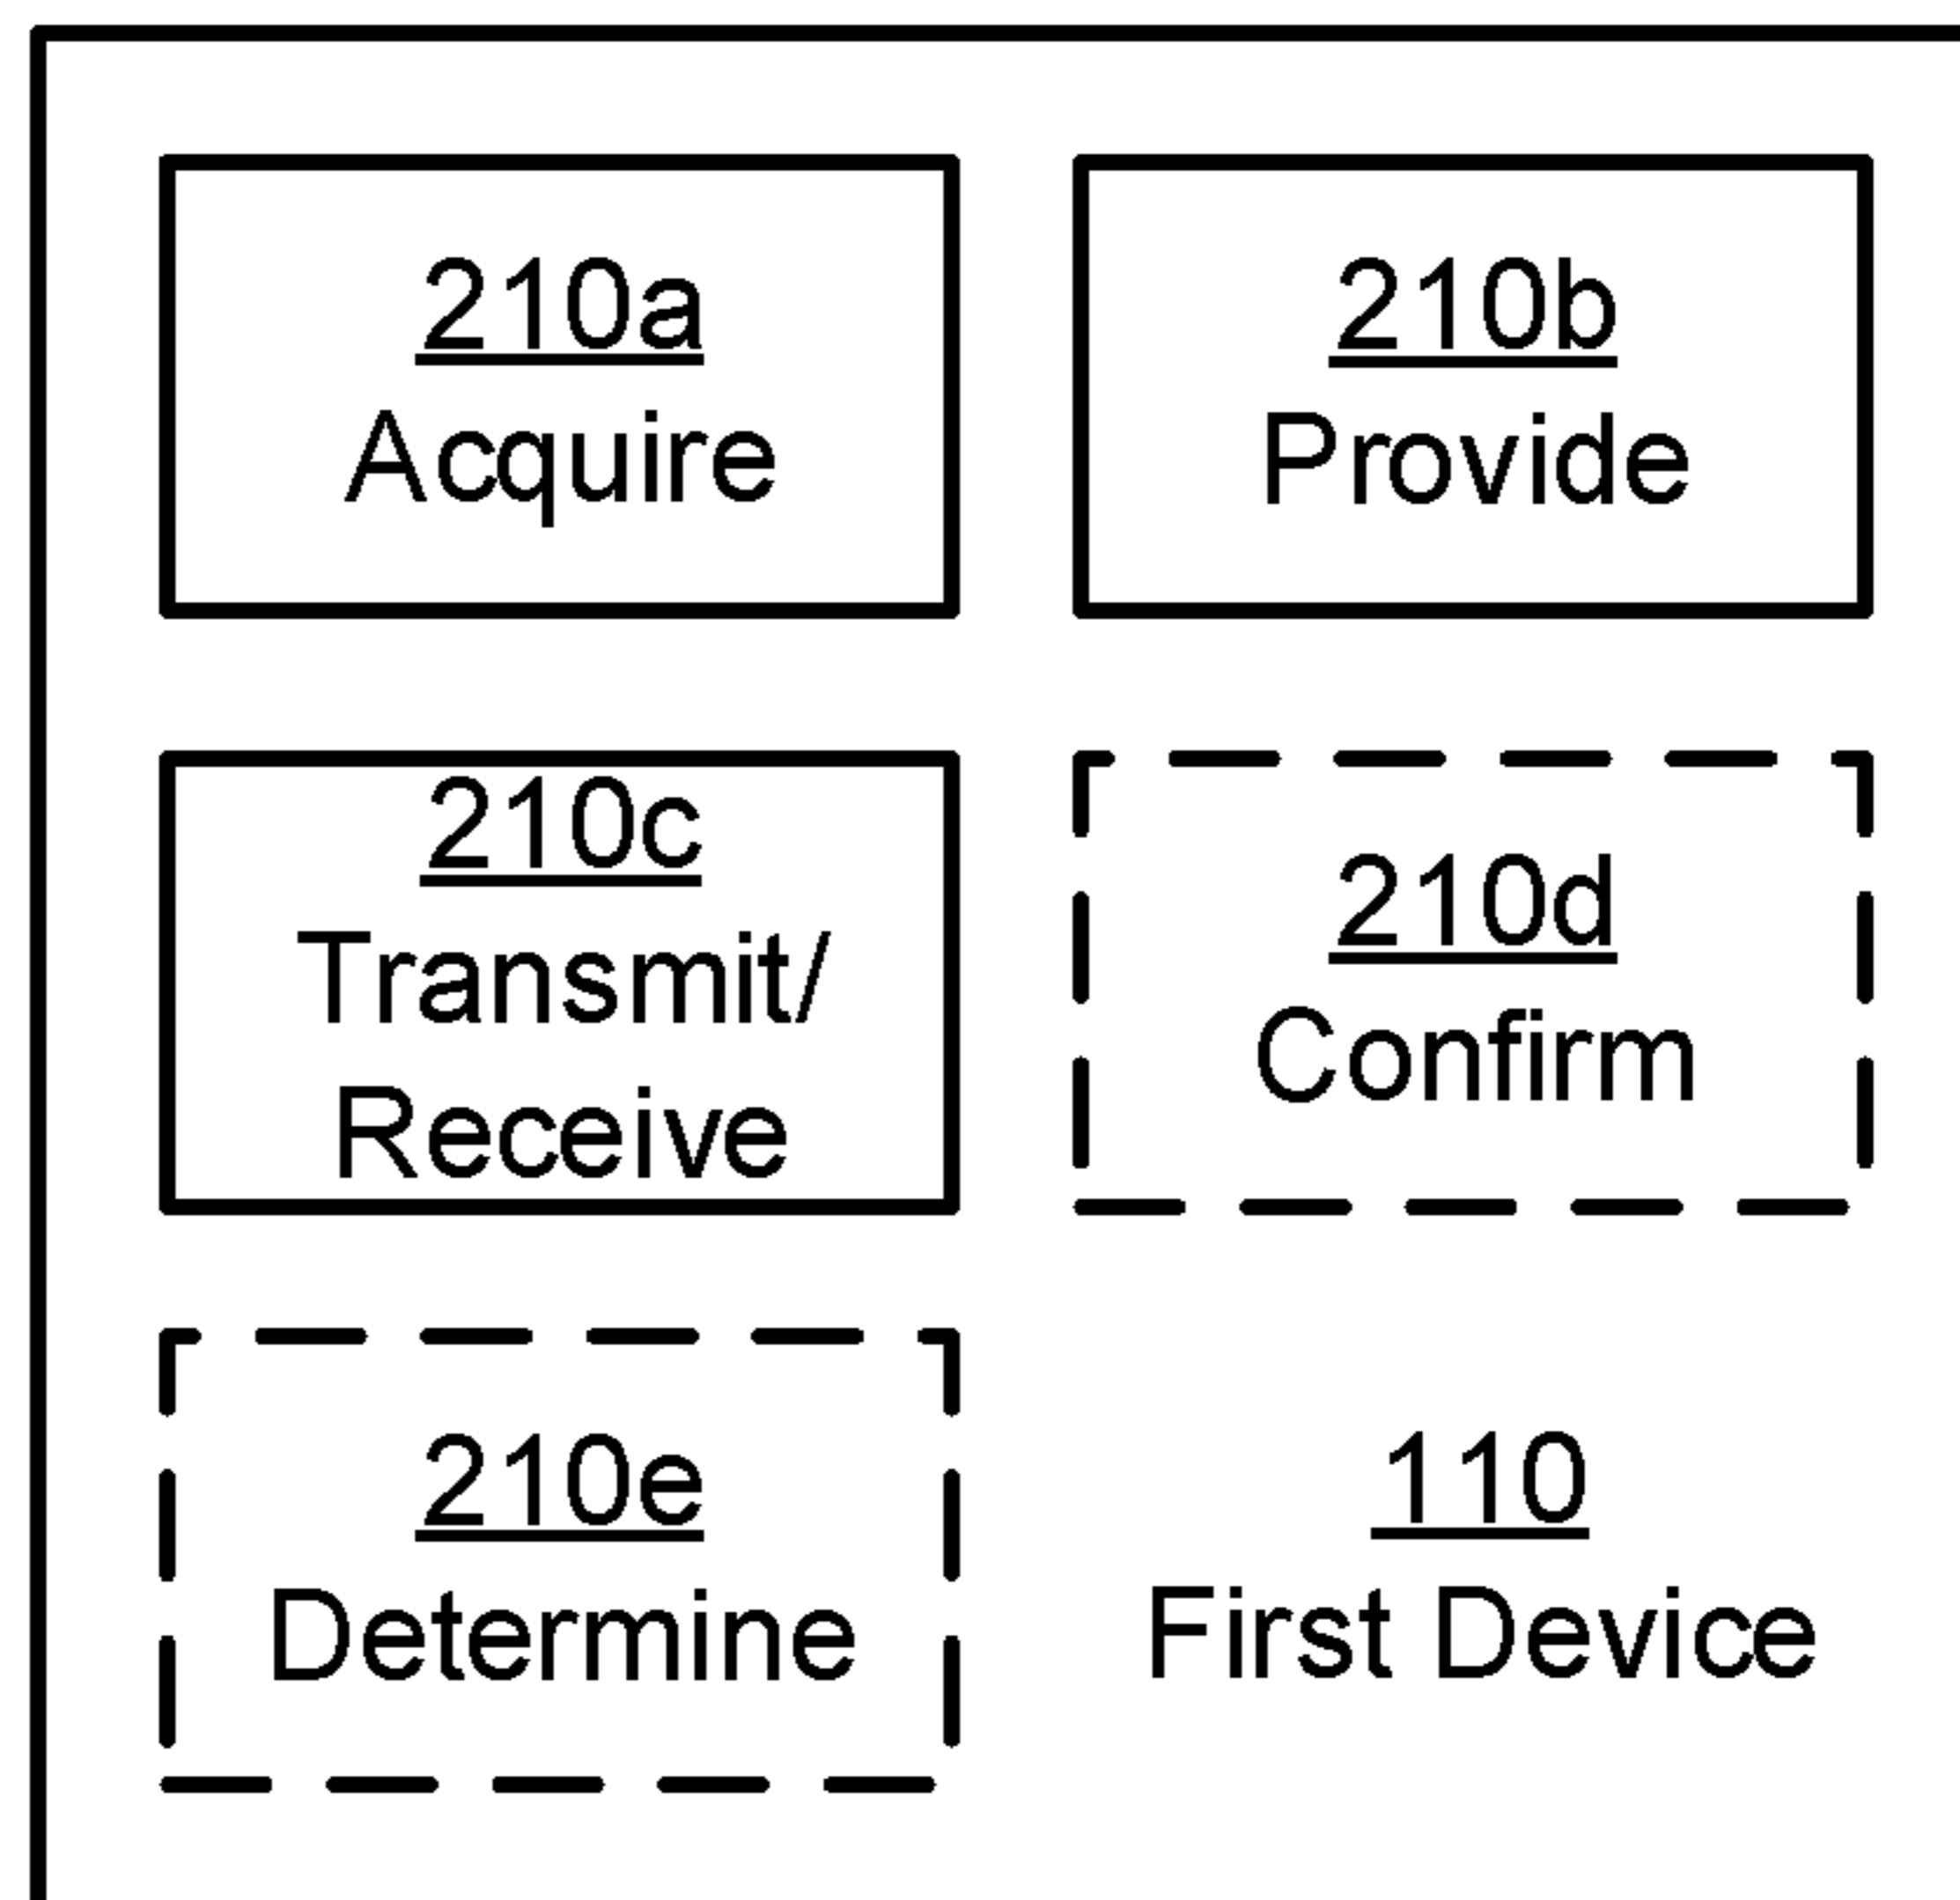 210a
Acquire
210b
Provide
210c
Transmit/
Receive
210d
Confirm
210e
Determine
110
First Device